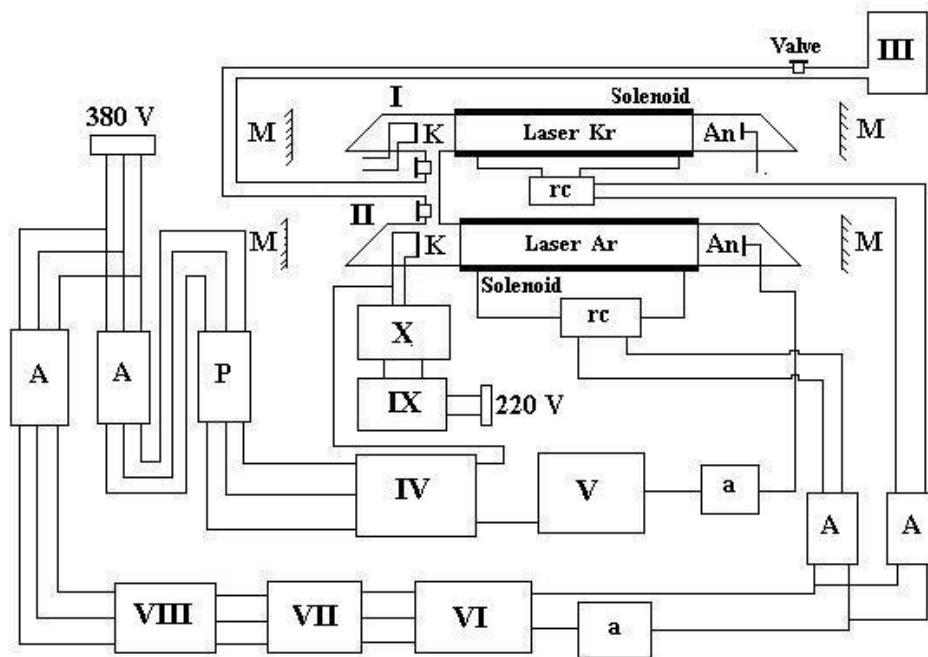 Valve
III
I
Solenoid
380 V
M
K
Laser Kr
An
M
rc
II
M
K
Laser Ar
An
M
Solenoid
rc
X
A
A
P
IX
220 V
IV
V
a
A
A
VIII
VII
VI
a